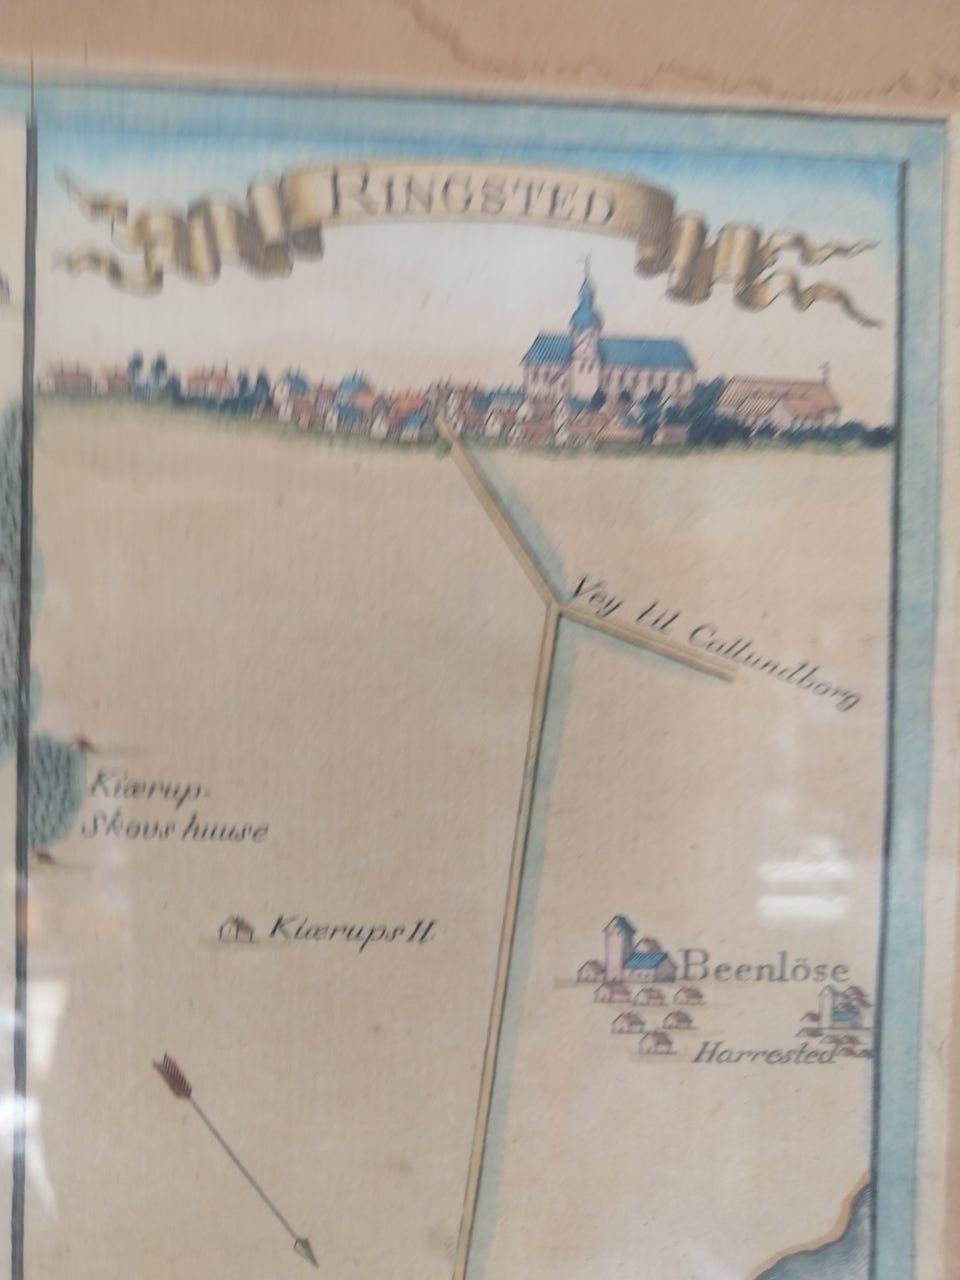 RINGSTED
Vey til Callundborg
Kiærup-
Skovs huuse
Kiærups H.
Beenlöse
Harrested